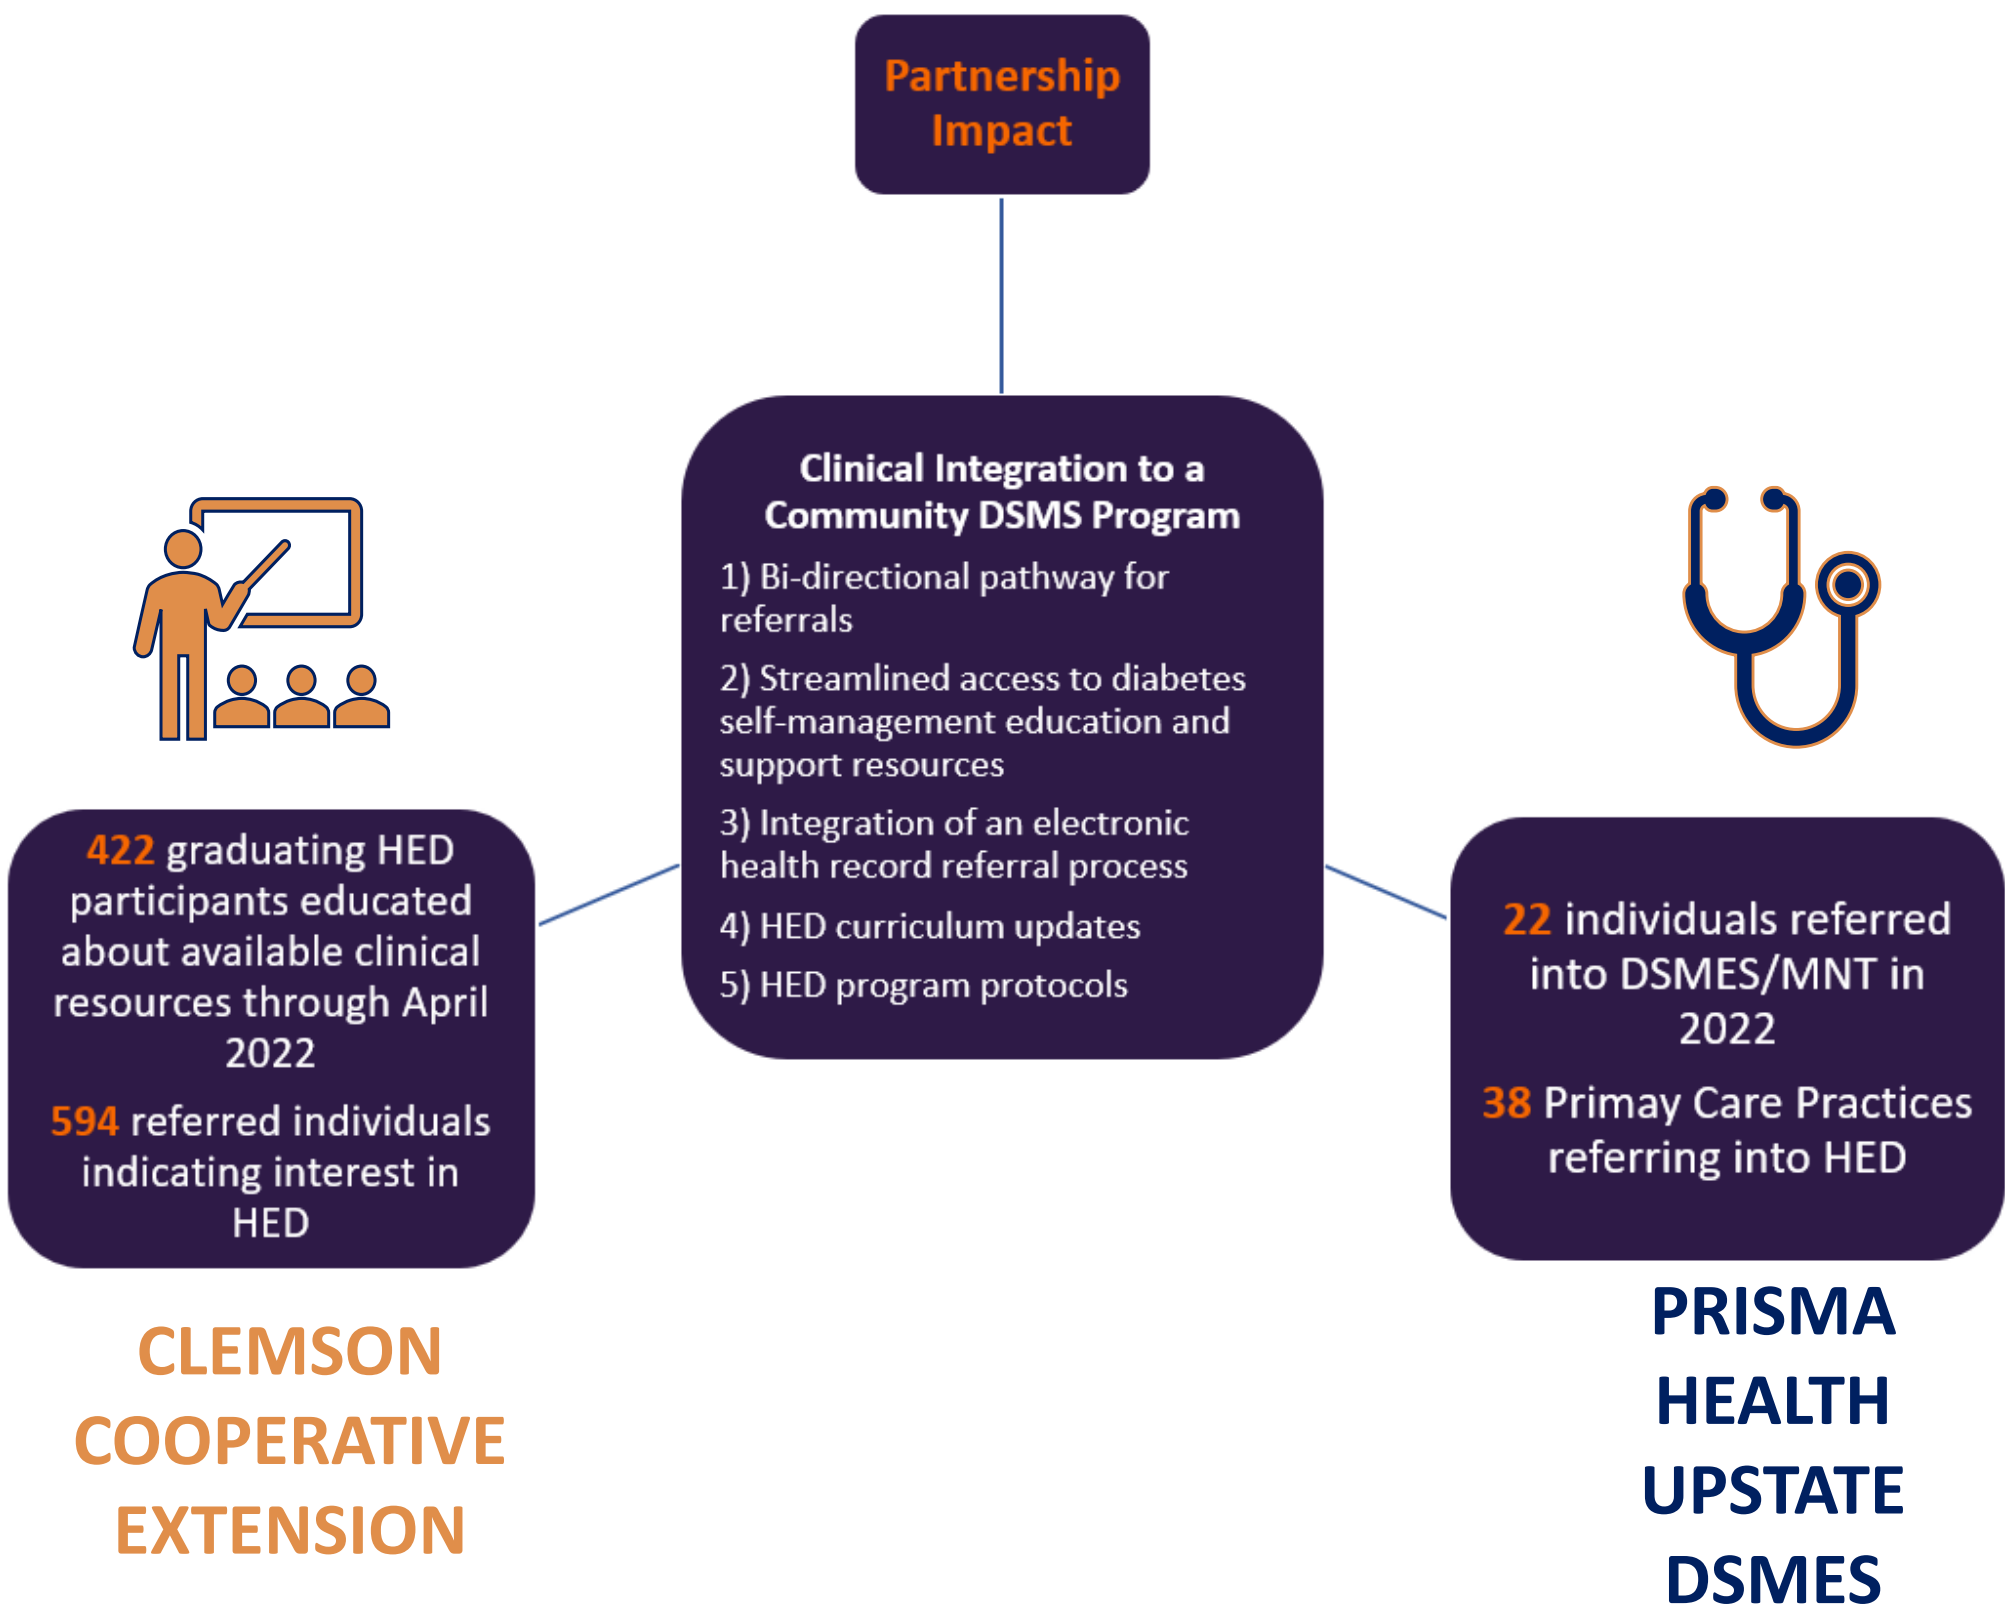 Partnership
Impact
Clinical Integration to a
Community DSMS Program
1) Bi-directional pathway for
referrals
2) Streamlined access to diabetes
self-management education and
support resources
3) Integration of an electronic
health record referral process
4) HED curriculum updates
5) HED program protocols
422 graduating HED
participants educated
about available clinical
resources through April
2022
594 referred individuals
indicating interest in
HED
CLEMSON
COOPERATIVE
EXTENSION
22 individuals referred
into DSMES/MNT in
2022
38 Primay Care Practices
referring into HED
PRISMA
HEALTH
UPSTATE
DSMES